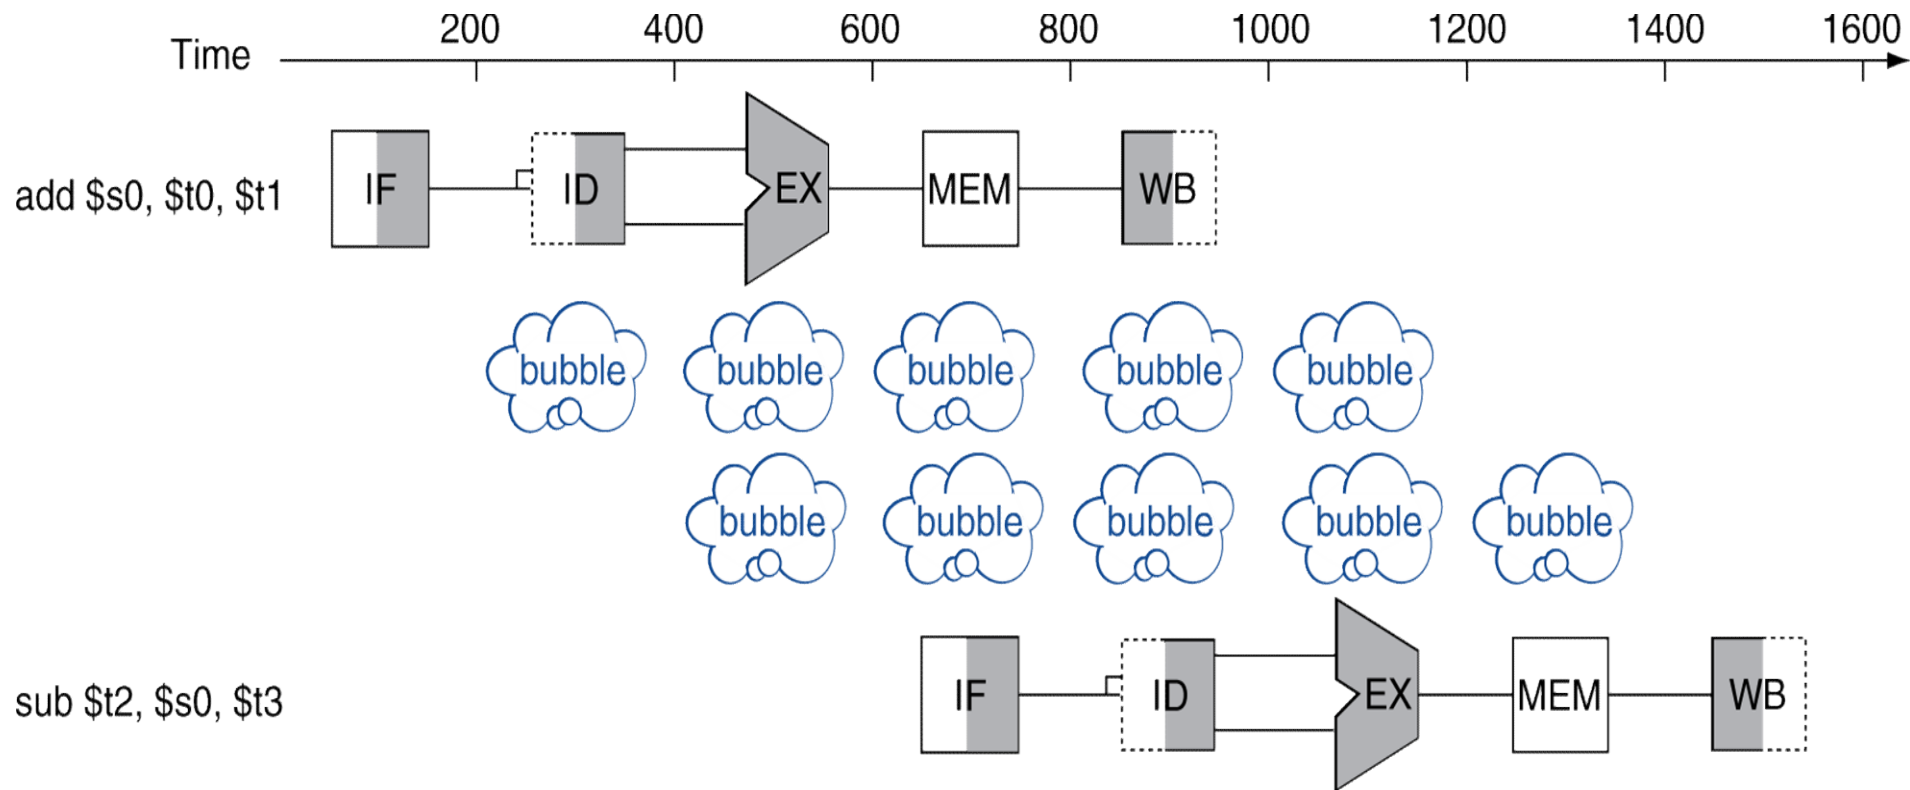 200 400 600 800 1000 1200 1400 1600
Time
add $s0, $t0, $t1 IF ID EX MEM WB
bubble bubble bubble bubble bubble
bubble bubble bubble bubble bubble
sub $t2, $s0, $t3 IF ID EX MEM WB